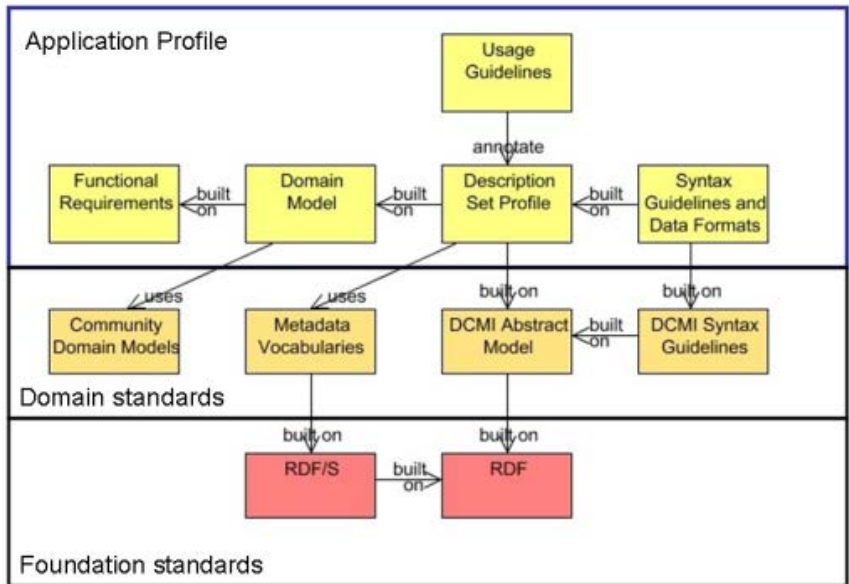 Application Profile
Usage
Guidelines
annotate
Functional
Requirements
built
on
Domain
Model
built
on
Description
Set Profile
built
on
Syntax
Guidelines and
Data Formats
uses
uses
built on
built on
Community
Domain Models
Metadada
Vocabularies
DCMI Abstract
Model
built
on
DCMI Syntax
Guidelines
Domain standards
built on
built on
RDF/S
built
on
RDF
Foundation standards